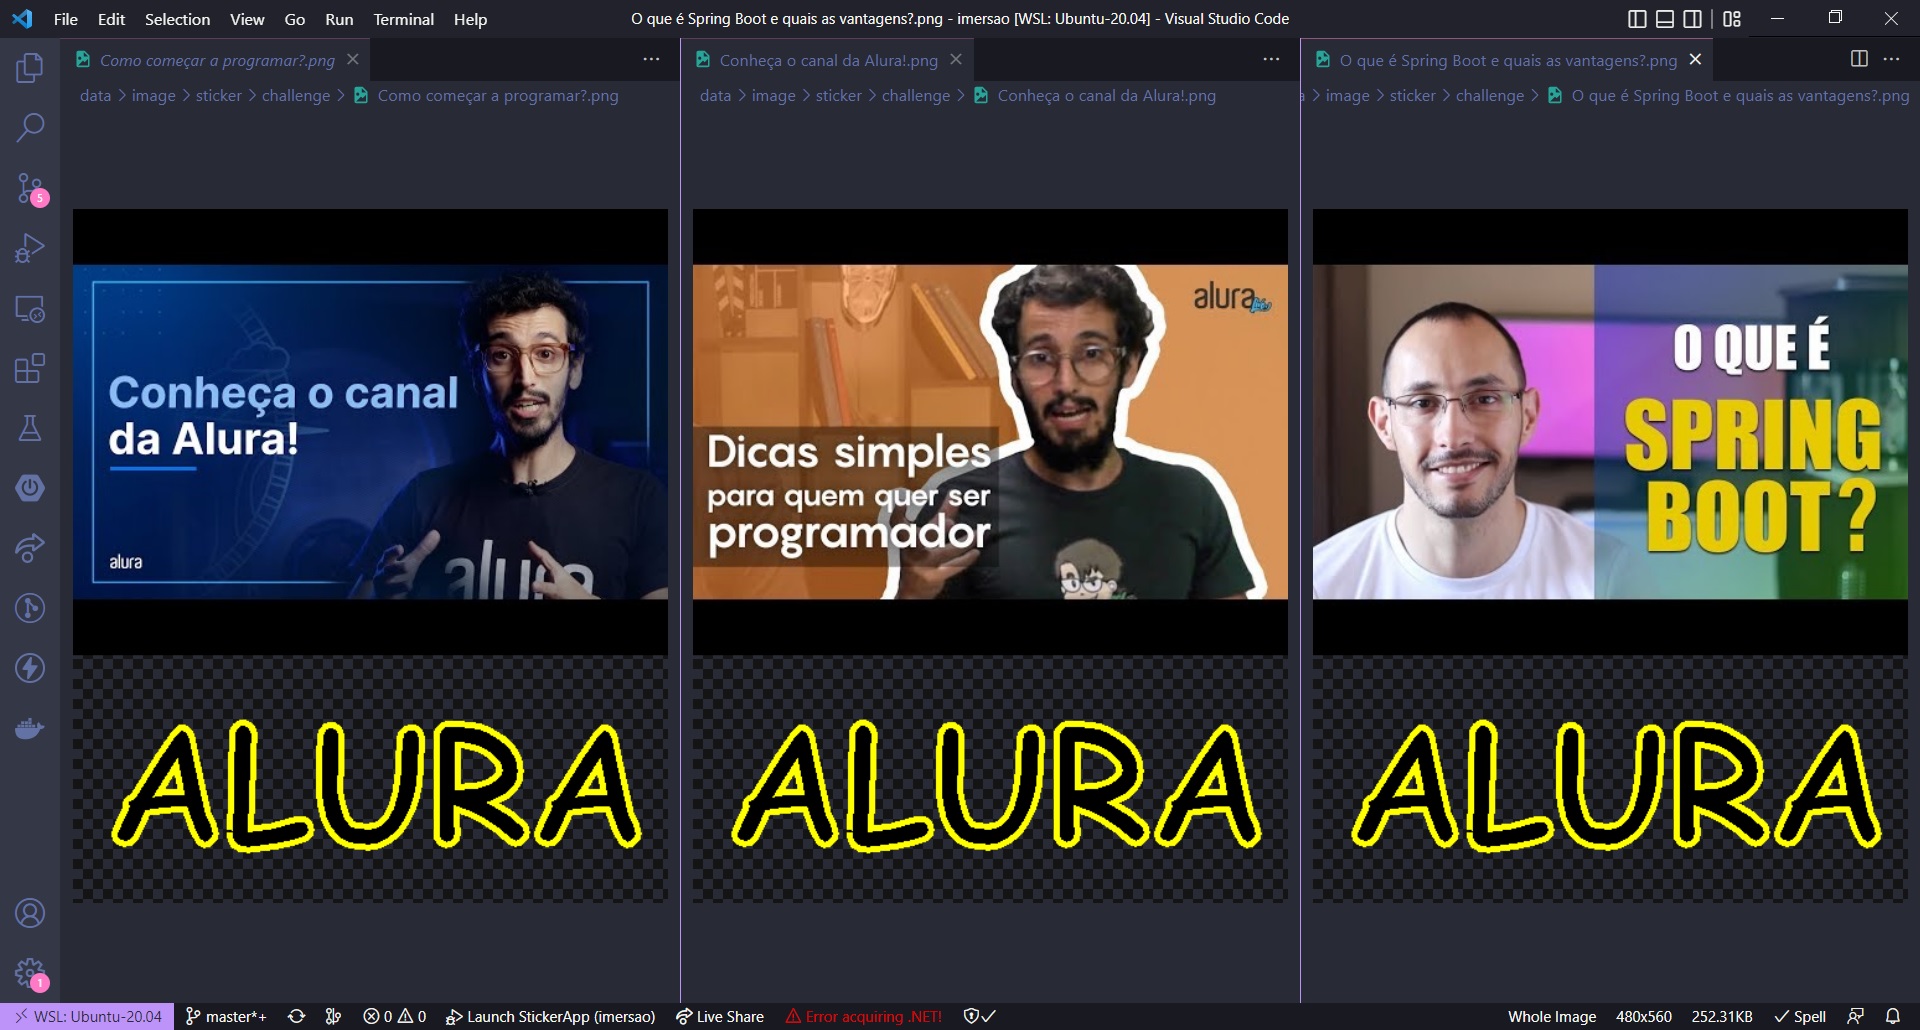 File Edit Selection View Go Run Terminal Help
O que é Spring Boot e quais as vantagens?.png - imersao [WSL: Ubuntu-20.04] - Visual Studio Code
Como começar a programar?.png
Conheça o canal da Alura!.png
O que é Spring Boot e quais as vantagens?.png
data > image > sticker > challenge > Como começar a programar?.png
data > image > sticker > challenge > Conheça o canal da Alura!.png
> image > sticker > challenge > O que é Spring Boot e quais as vantagens?.png
5
Conheça o canal
da Alura!
alura
alura
ALURA
alura
Dicas simples
para quem quer ser
programador
ALURA
O QUE É
SPRING
BOOT?
ALURA
1
WSL: Ubuntu-20.04 master*+ 0 0 Launch StickerApp (imersao) Live Share Error acquiring .NET! Whole Image 480x560 252.31KB Spell